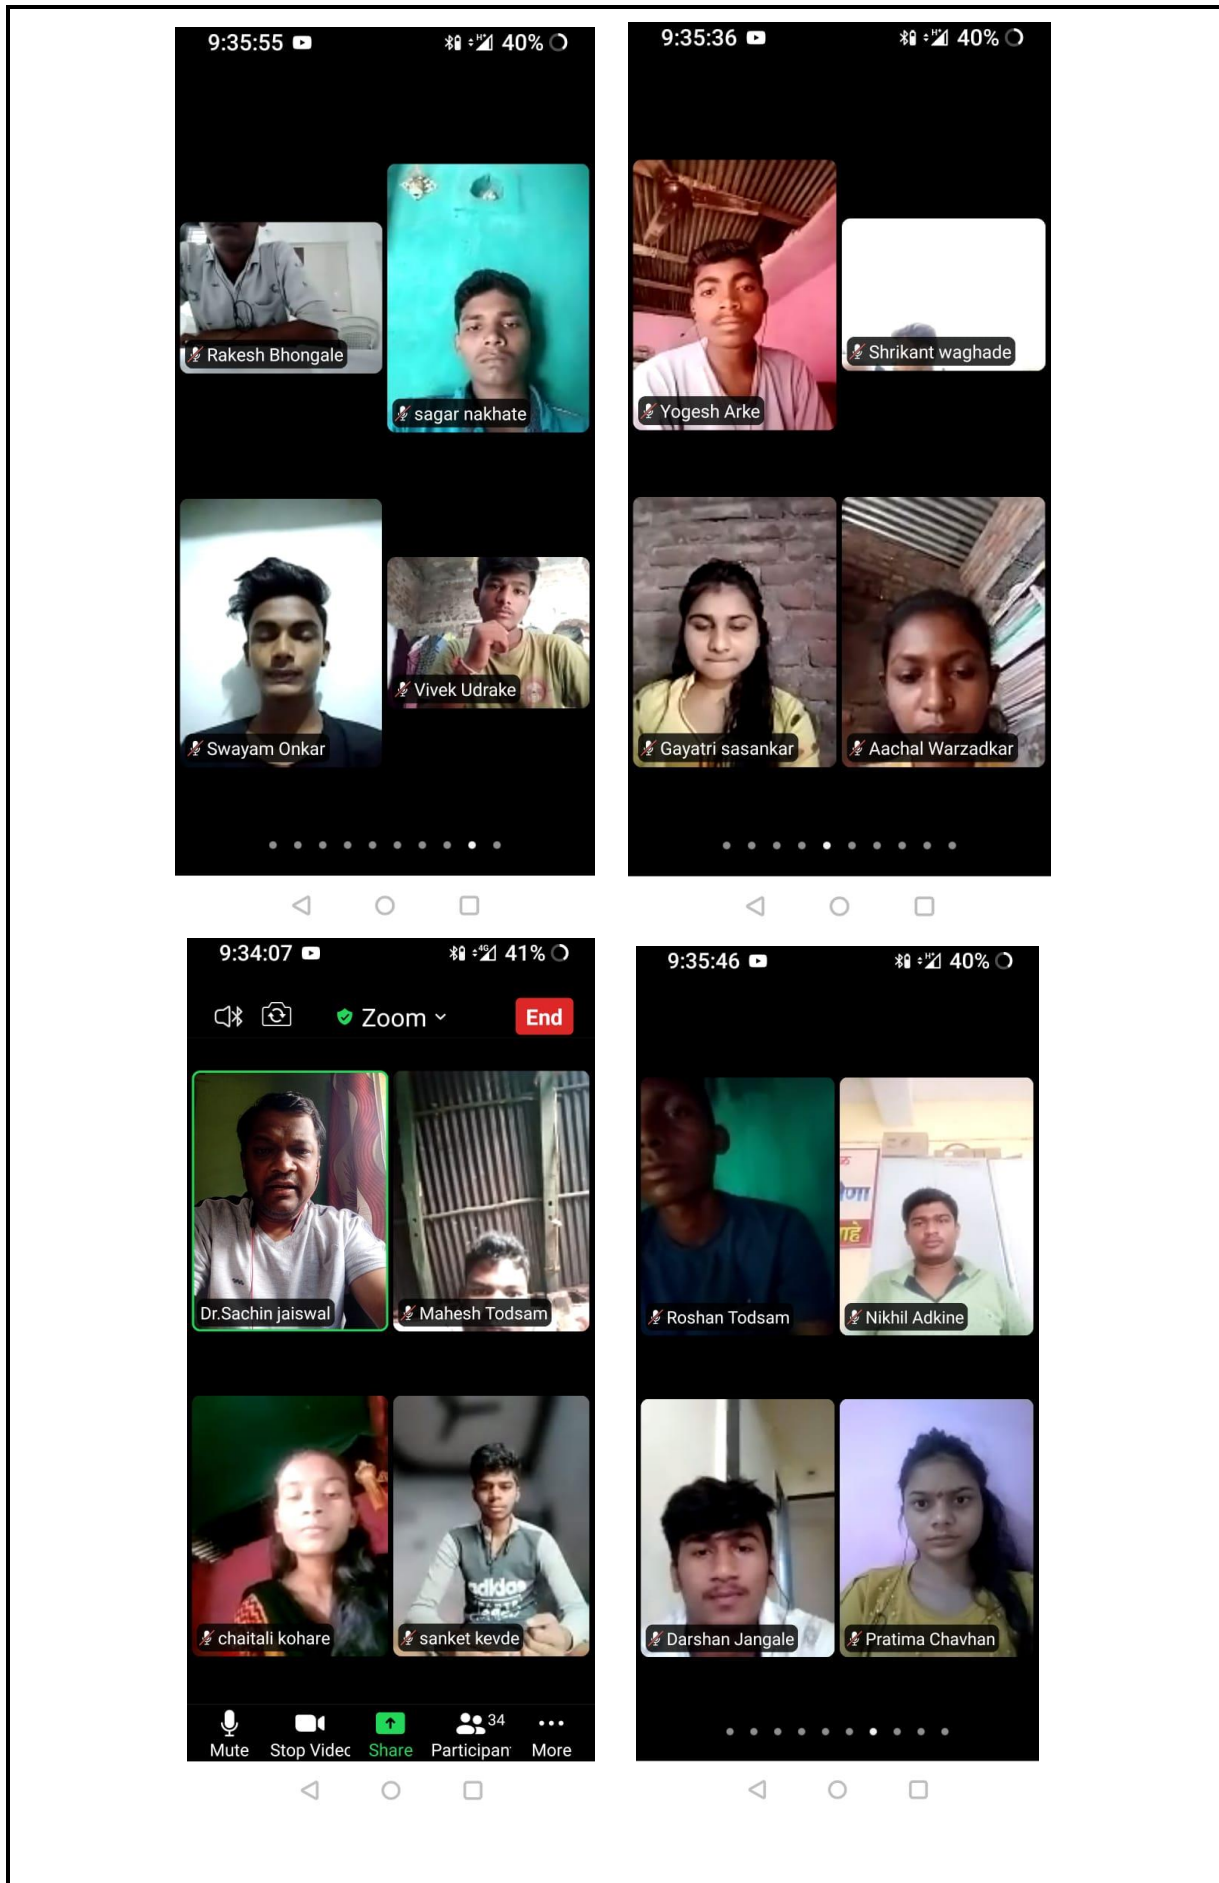 9:35:55
40%
Rakesh Bhongale
sagar nakhate
Swayam Onkar
Vivek Udrake
9:35:36
40%
Yogesh Arke
Shrikant waghade
Gayatri sasankar
Aachal Warzadkar
9:34:07
4G
41%
Zoom
End
Dr.Sachin jaiswal
Mahesh Todsam
chaitali kohare
adidas
sanket kevde
34
Mute
Stop Videc
Share
Participan
More
9:35:46
40%
Roshan Todsam
Nikhil Adkine
Darshan Jangale
Pratima Chavhan